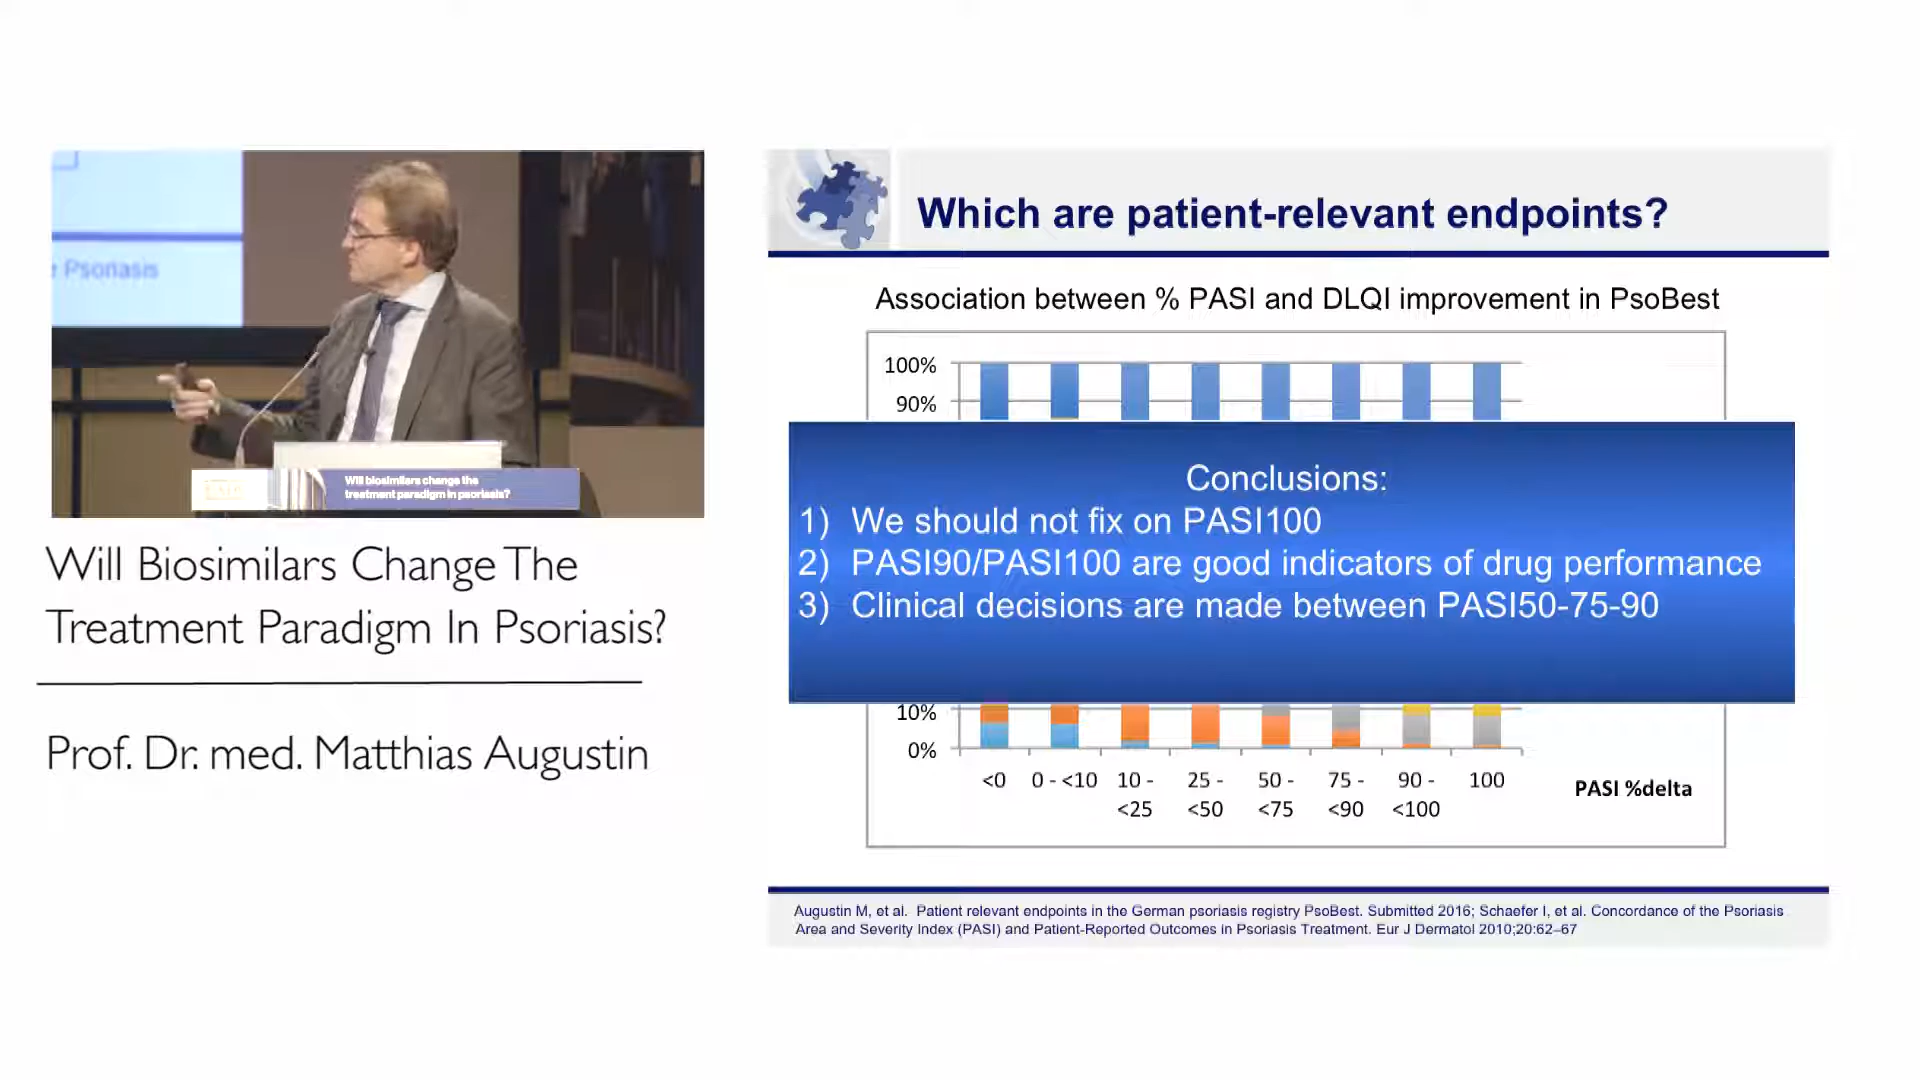 Psoriasis
Will biosimilars change the
treatment paradigm in psoriasis?
Will Biosimilars Change The
Treatment Paradigm In Psoriasis?
Prof. Dr. med. Matthias Augustin
Which are patient-relevant endpoints?
Association between % PASI and DLQI improvement in PsoBest
100%
90%
Conclusions:
1) We should not fix on PASI100
2) PASI90/PASI100 are good indicators of drug performance
3) Clinical decisions are made between PASI50-75-90
10%
0%
<0 0 - <10 10 - 25 - 50 - 75 - 90 - 100
<25 <50 <75 <90 <100
PASI %delta
Augustin M, et al. Patient relevant endpoints in the German psoriasis registry PsoBest. Submitted 2016; Schaefer I, et al. Concordance of the Psoriasis
Area and Severity Index (PASI) and Patient-Reported Outcomes in Psoriasis Treatment. Eur J Dermatol 2010;20:62–67